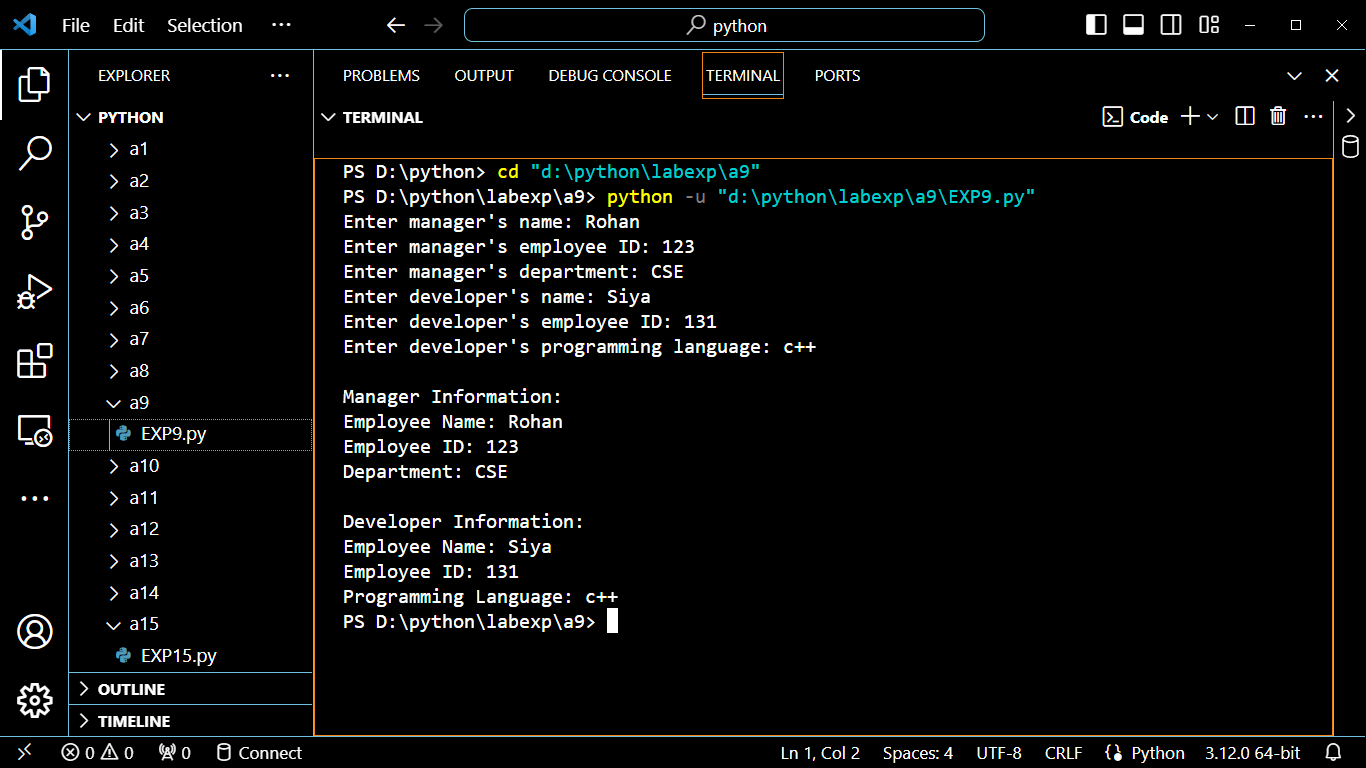 File Edit Selection ··· python
EXPLORER ···
PYTHON
a1
a2
a3
a4
a5
a6
a7
a8
a9
EXP9.py
a10
a11
a12
a13
a14
a15
EXP15.py
OUTLINE
TIMELINE
PROBLEMS OUTPUT DEBUG CONSOLE TERMINAL PORTS
TERMINAL Code ···
PS D:\python> cd "d:\python\labexp\a9"
PS D:\python\labexp\a9> python -u "d:\python\labexp\a9\EXP9.py"
Enter manager's name: Rohan
Enter manager's employee ID: 123
Enter manager's department: CSE
Enter developer's name: Siya
Enter developer's employee ID: 131
Enter developer's programming language: c++
Manager Information:
Employee Name: Rohan
Employee ID: 123
Department: CSE
Developer Information:
Employee Name: Siya
Employee ID: 131
Programming Language: c++
PS D:\python\labexp\a9>
0 0 0 Connect Ln 1, Col 2 Spaces: 4 UTF-8 CRLF Python 3.12.0 64-bit